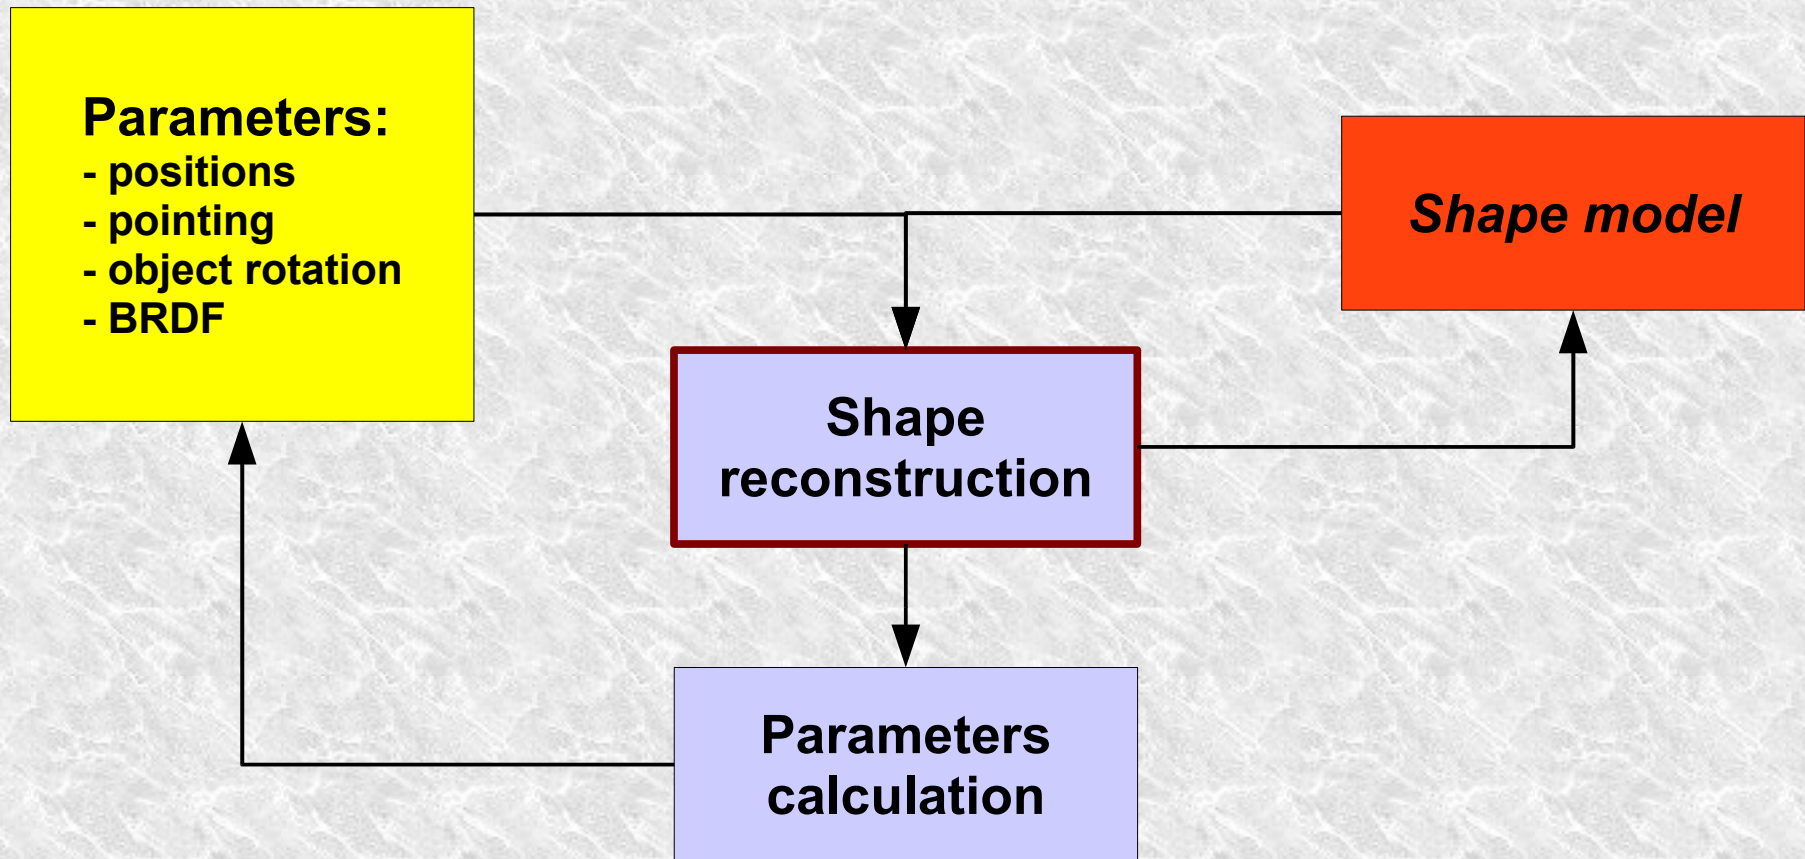 Parameters:
- positions
- pointing
- object rotation
- BRDF
Shape model
Shape
reconstruction
Parameters
calculation